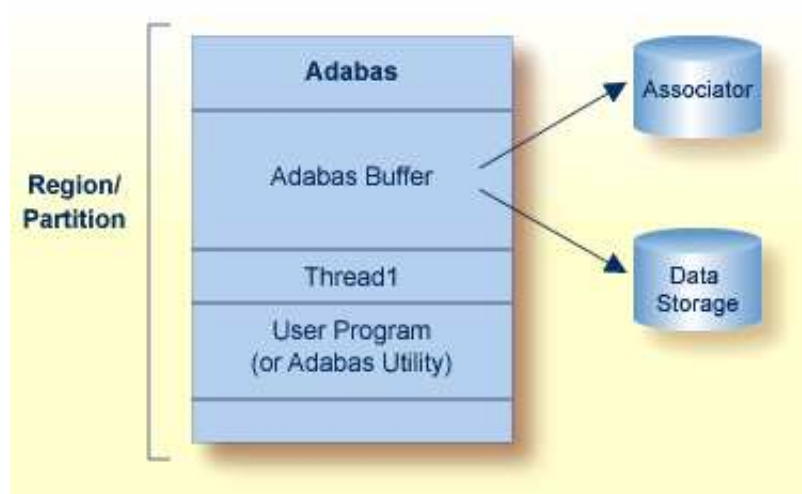 Region/
Partition
Adabas
Adabas Buffer
Thread1
User Program
(or Adabas Utility)
Associator
Data
Storage